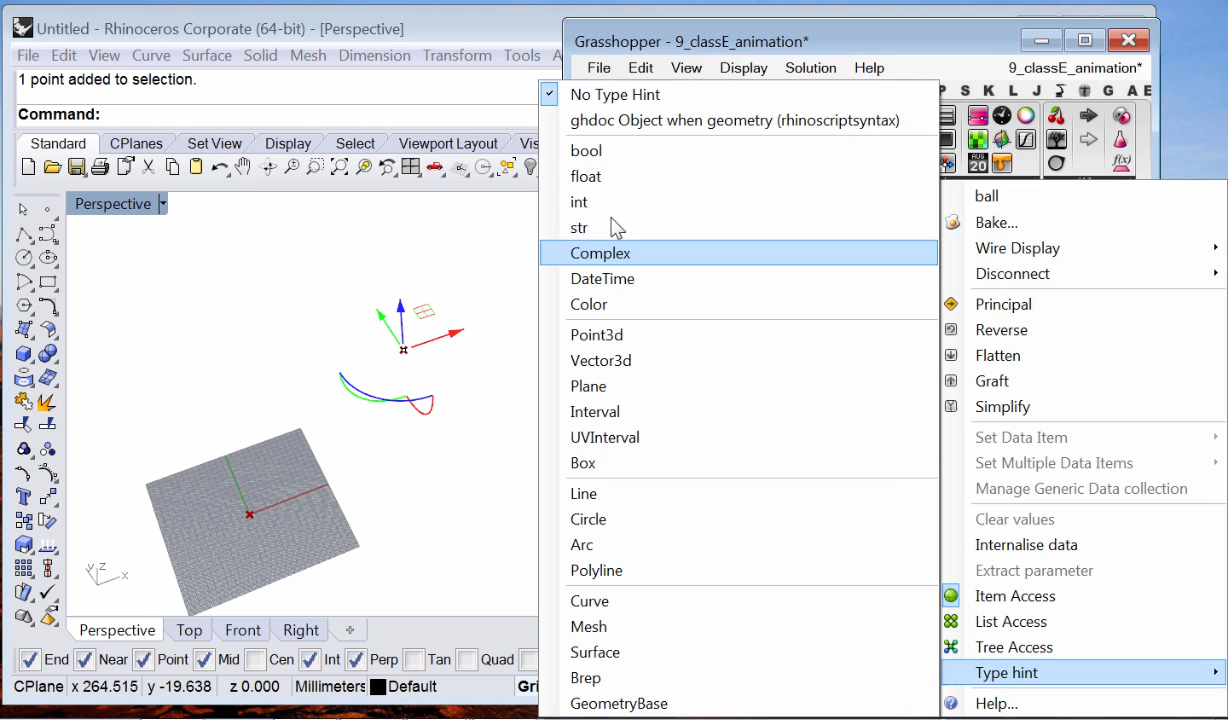 Untitled - Rhinoceros Corporate (64-bit) - [Perspective]
File Edit View Curve Surface Solid Mesh Dimension Transform Tools A
1 point added to selection.
Command:
Standard CPlanes Set View Display Select Viewport Layout Vis
Perspective
z
y
x
Perspective Top Front Right
End Near Point Mid Cen Int Perp Tan Quad
CPlane x 264.515 y -19.638 z 0.000 Millimeters Default Gri
Grasshopper - 9_classE_animation*
File Edit View Display Solution Help 9_classE_animation*
P S K L J G A E
AUG
20
f(x)
No Type Hint
ghdoc Object when geometry (rhinoscriptsyntax)
bool
float
int
str
Complex
DateTime
Color
Point3d
Vector3d
Plane
Interval
UVInterval
Box
Line
Circle
Arc
Polyline
Curve
Mesh
Surface
Brep
GeometryBase
ball
Bake...
Wire Display
Disconnect
Principal
Reverse
Flatten
Graft
Simplify
Set Data Item
Set Multiple Data Items
Manage Generic Data collection
Clear values
Internalise data
Extract parameter
Item Access
List Access
Tree Access
Type hint
Help...